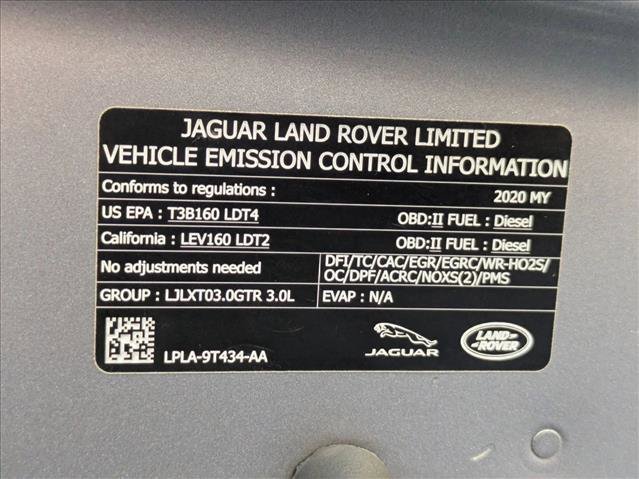 JAGUAR LAND ROVER LIMITED
VEHICLE EMISSION CONTROL INFORMATION
Conforms to regulations : 2020 MY
US EPA : T3B160 LDT4 OBD:II FUEL : Diesel
California : LEV160 LDT2 OBD:II FUEL : Diesel
No adjustments needed
DFI/TC/CAC/EGR/EGRC/WR-HO2S/
OC/DPF/ACRC/NOXS(2)/PMS
GROUP : LJLXT03.0GTR 3.0L EVAP : N/A
LPLA-9T434-AA
JAGUAR
LAND
ROVER